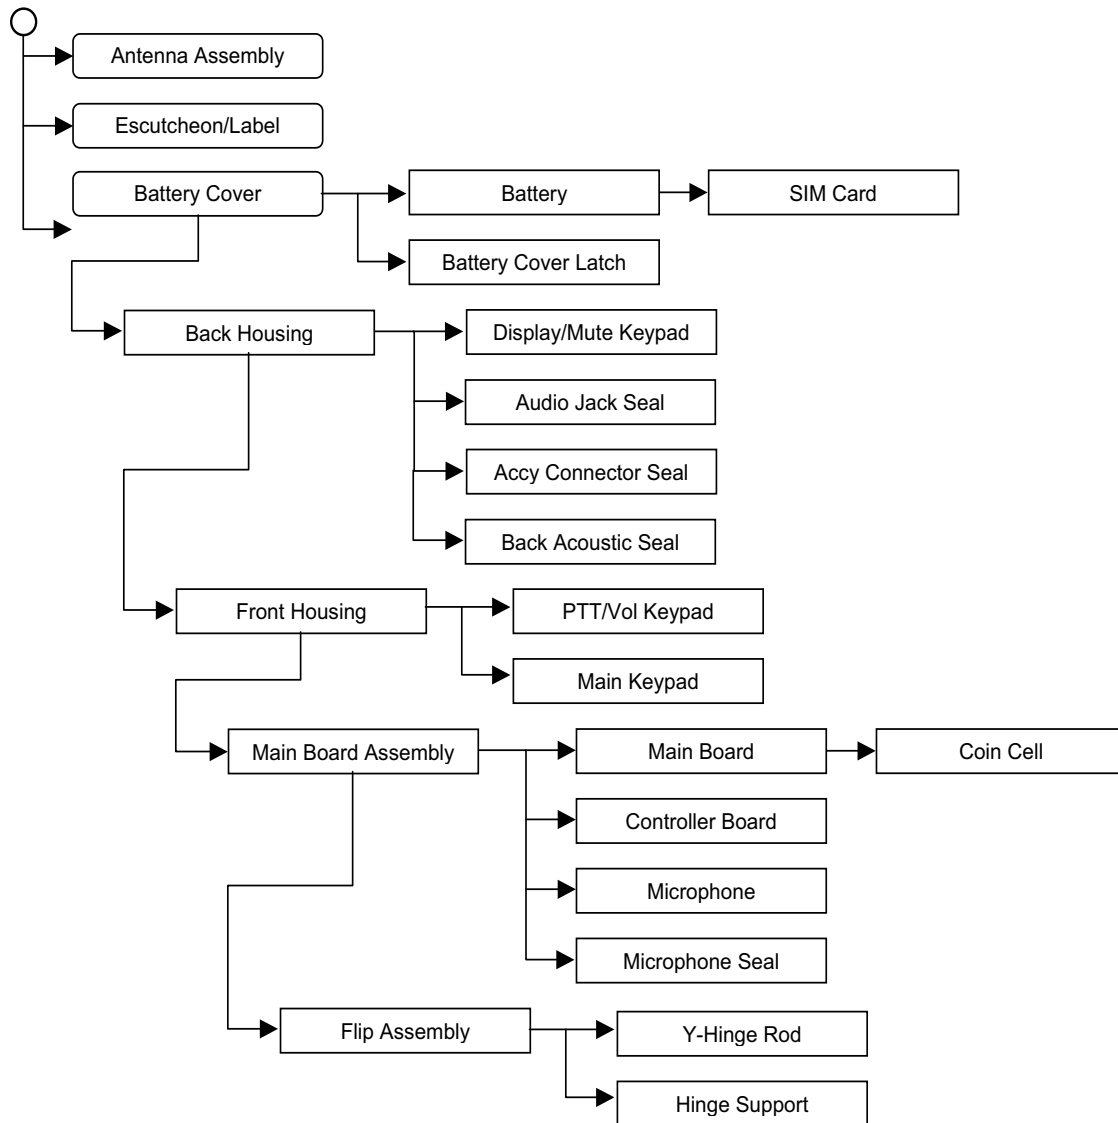 Antenna Assembly
Escutcheon/Label
Battery Cover
Battery
SIM Card
Battery Cover Latch
Back Housing
Display/Mute Keypad
Audio Jack Seal
Accy Connector Seal
Back Acoustic Seal
Front Housing
PTT/Vol Keypad
Main Keypad
Main Board Assembly
Main Board
Coin Cell
Controller Board
Microphone
Microphone Seal
Flip Assembly
Y-Hinge Rod
Hinge Support